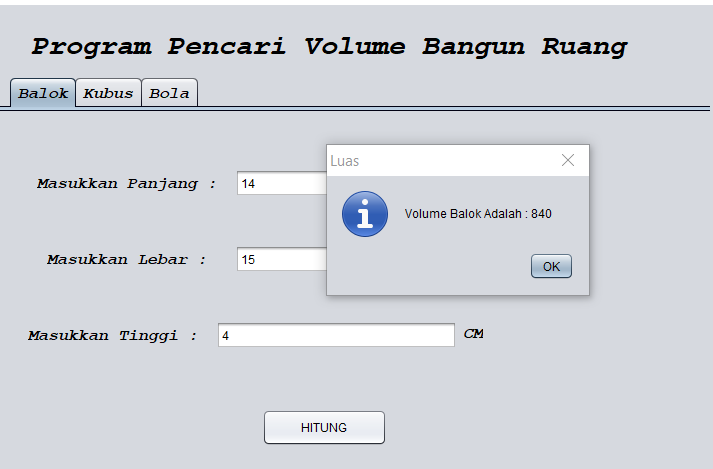 Program Pencari Volume Bangun Ruang
Balok Kubus Bola
Luas
Masukkan Panjang : 14
Volume Balok Adalah : 840
Masukkan Lebar : 15
OK
Masukkan Tinggi : 4 CM
HITUNG